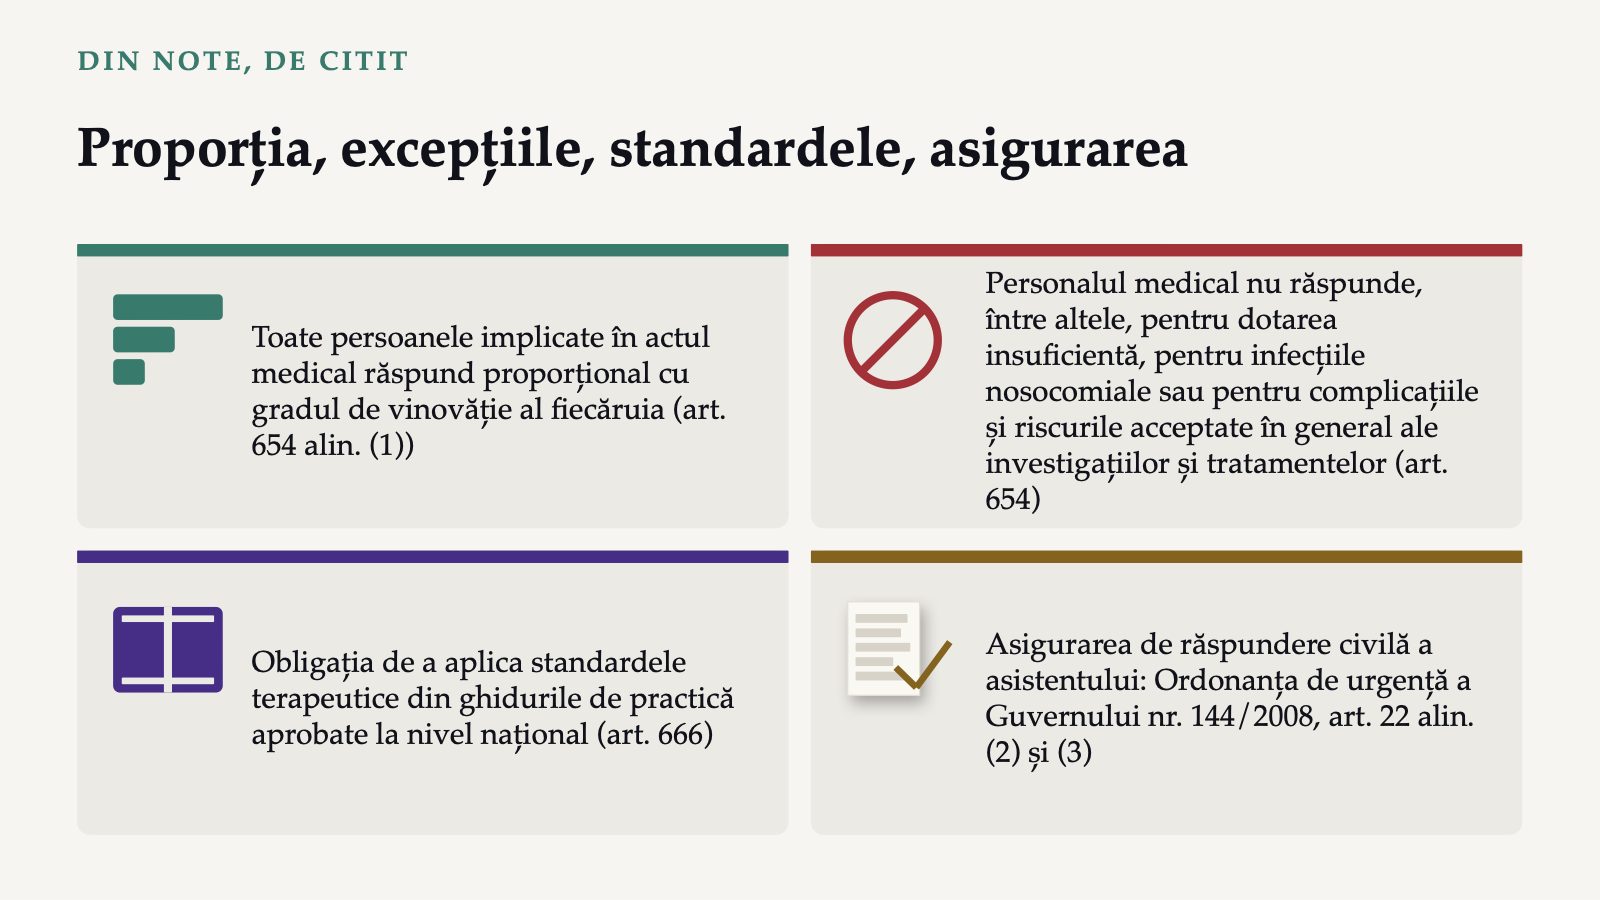 DIN NOTE, DE CITIT
Proporția, excepțiile, standardele, asigurarea
Toate persoanele implicate în actul
medical răspund proporțional cu
gradul de vinovăție al fiecăruia (art.
654 alin. (1))
Personalul medical nu răspunde,
între altele, pentru dotarea
insuficientă, pentru infecțiile
nosocomiale sau pentru complicațiile
și riscurile acceptate în general ale
investigațiilor și tratamentelor (art.
654)
Obligația de a aplica standardele
terapeutice din ghidurile de practică
aprobate la nivel național (art. 666)
Asigurarea de răspundere civilă a
asistentului: Ordonanța de urgență a
Guvernului nr. 144/2008, art. 22 alin.
(2) și (3)